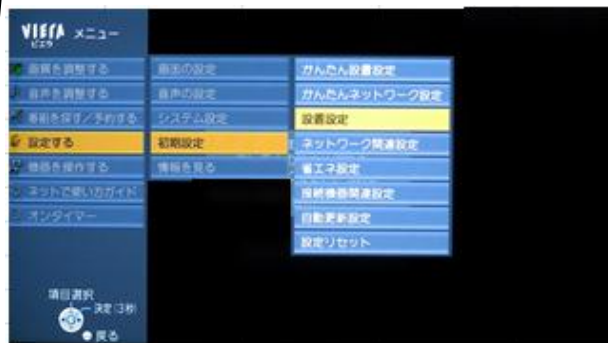 VIErA メニュー
ビエラ
画質を調整する
音声を調整する
番組を探す/予約する
設定する
機器を操作する
ネットで使い方ガイド
オンタイマー
画面の設定
音声の設定
システム設定
初期設定
情報を見る
かんたん設置設定
かんたんネットワーク設定
設置設定
ネットワーク関連設定
省エネ設定
接続機器関連設定
自動更新設定
設定リセット
項目選択
決定(3秒)
戻る